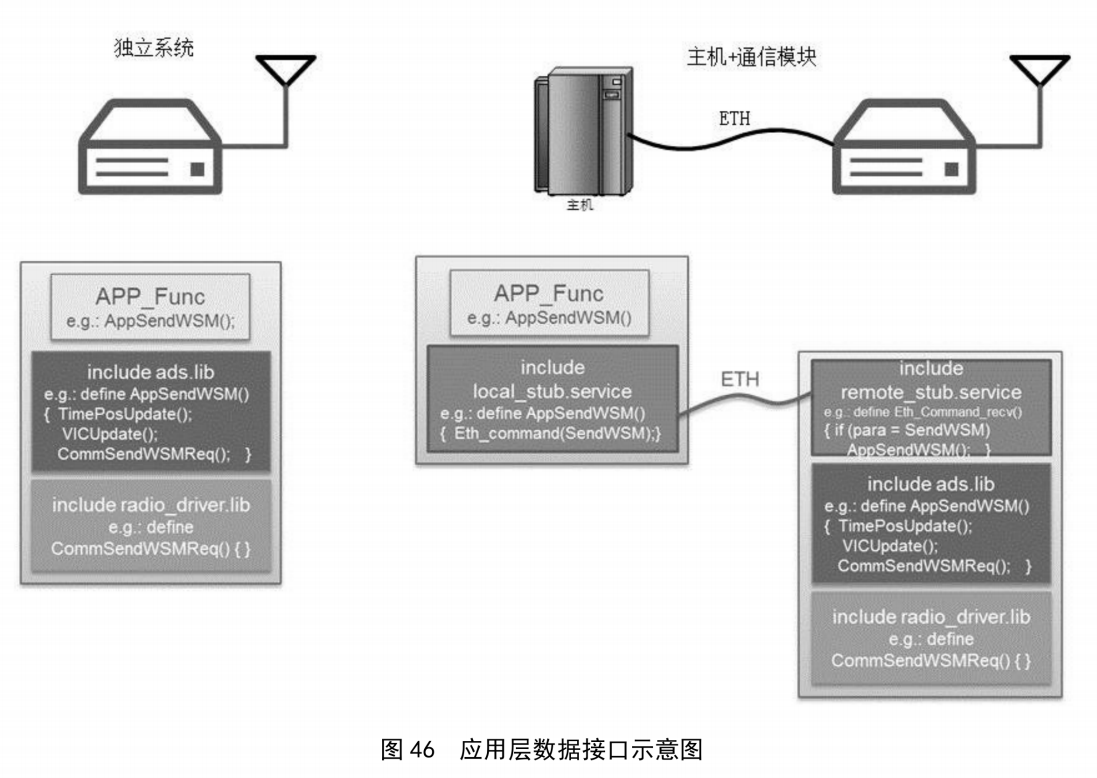 独立系统
主机+通信模块
ETH
主机
APP_Func
e.g.: AppSendWSM();
include ads.lib
e.g.: define AppSendWSM()
{ TimePosUpdate();
VICUpdate();
CommSendWSMReq(); }
include radio_driver.lib
e.g.: define
CommSendWSMReq() { }
APP_Func
e.g.: AppSendWSM()
include
local_stub.service
e.g.: define AppSendWSM()
{ Eth_command(SendWSM);}
ETH
include
remote_stub.service
e.g.: define Eth_Command_recv()
{ if (para = SendWSM)
AppSendWSM(); }
include ads.lib
e.g.: define AppSendWSM()
{ TimePosUpdate();
VICUpdate();
CommSendWSMReq(); }
include radio_driver.lib
e.g.: define
CommSendWSMReq() { }
图 46 应用层数据接口示意图